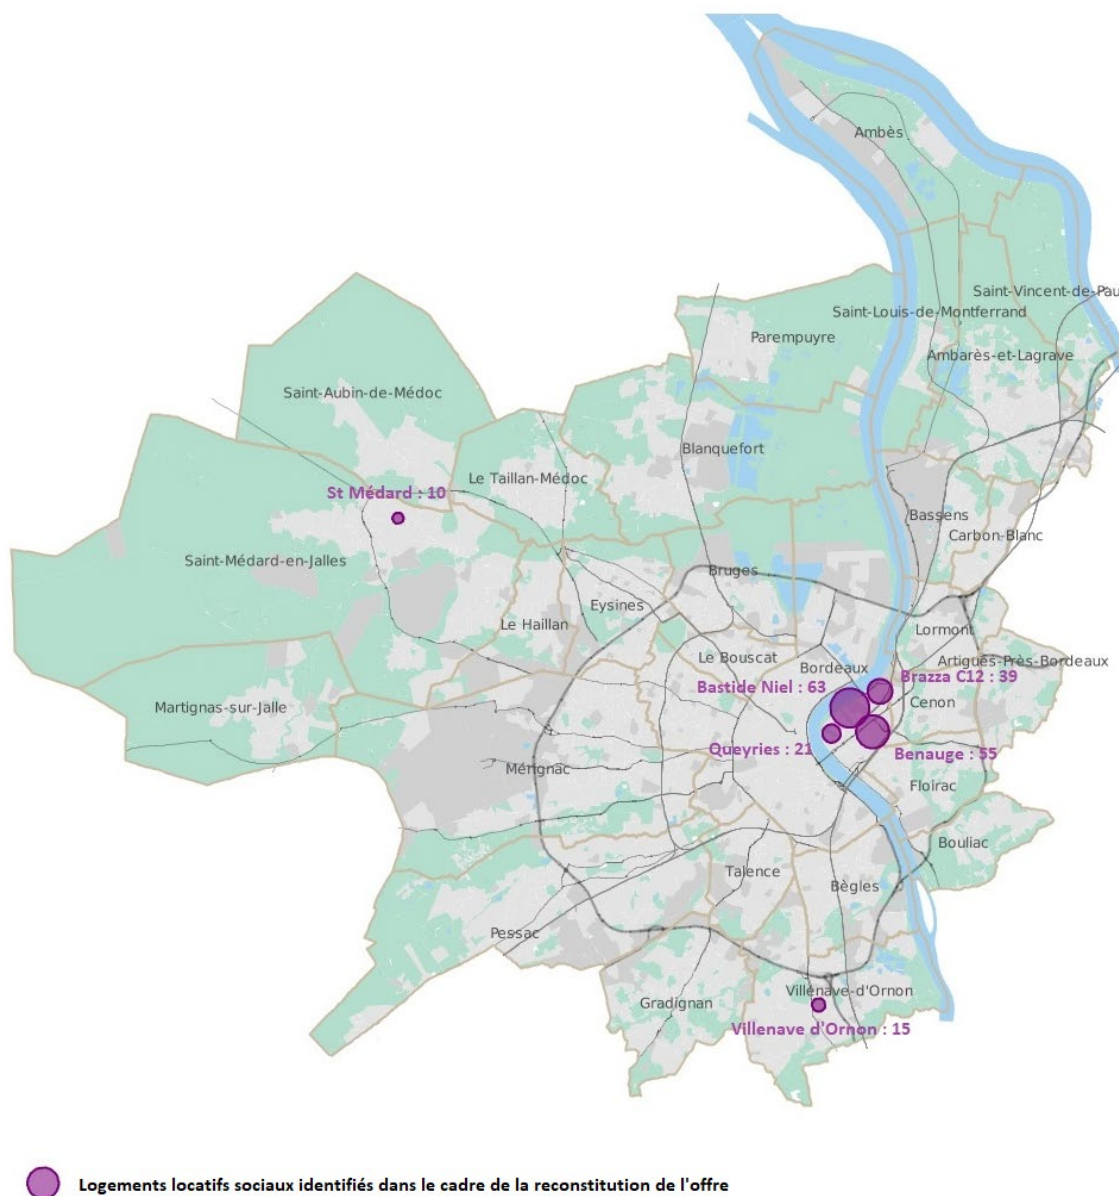 Ambès
Saint-Vincent-de-Pau
Saint-Louis-de-Montferrand
Parempuyre
Ambarès-et-Lagrave
Saint-Aubin-de-Médoc
Blanquefort
Le Taillan-Médoc
St Médard : 10
Bassens
Carbon-Blanc
Saint-Médard-en-Jalles
Bruges
Eysines
Le Haillan
Lormont
Le Bouscat
Artigues-Près-Bordeaux
Bordeaux
Brazza C12 : 39
Bastide Niel : 63
Cenon
Martignas-sur-Jalle
Queyries : 21
Benauge : 55
Mérignac
Floirac
Bouliac
Talence
Bègles
Pessac
Villenave-d'Ornon
Gradignan
Villenave d'Ornon : 15
Logements locatifs sociaux identifiés dans le cadre de la reconstitution de l'offre